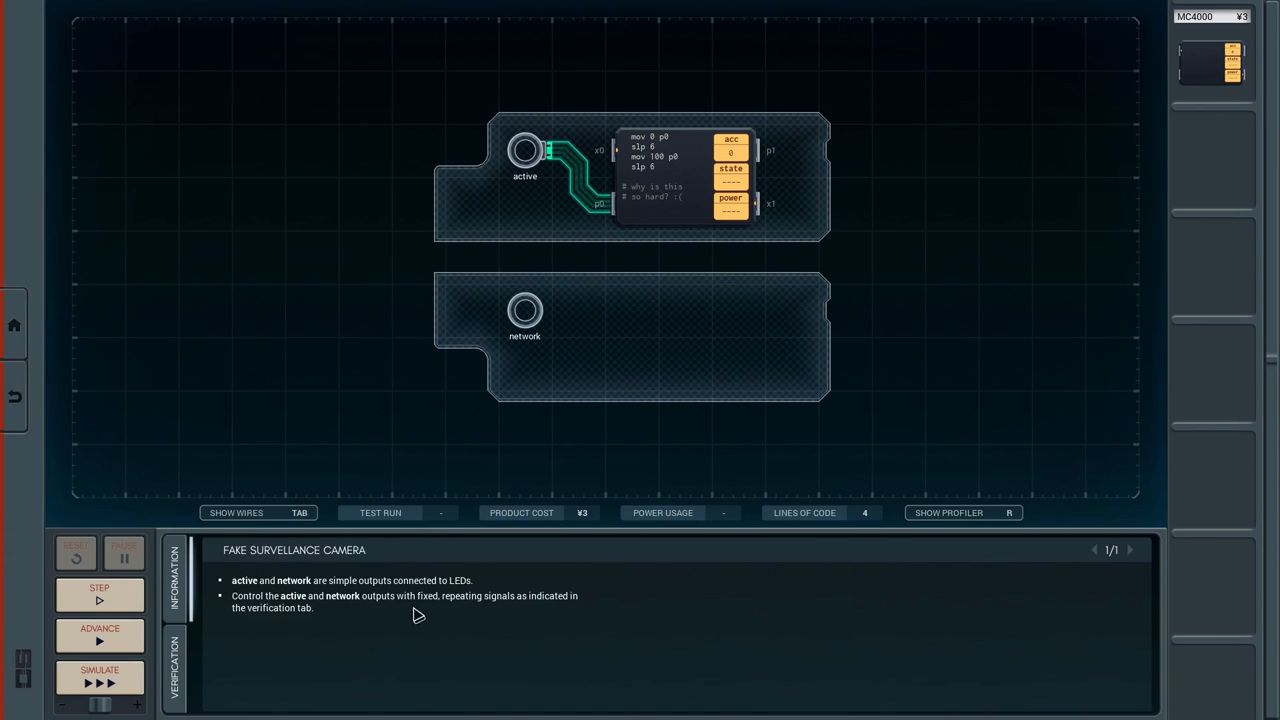 MC4000 ¥3
acc
0
state
----
power
----
active
x0
p0
mov 0 p0
slp 6
mov 100 p0
slp 6
# why is this
# so hard? :(
acc
0
state
----
power
----
p1
x1
network
SHOW WIRES TAB
TEST RUN -
PRODUCT COST ¥3
POWER USAGE -
LINES OF CODE 4
SHOW PROFILER R
RESET
PAUSE
STEP
ADVANCE
SIMULATE
- +
INFORMATION
VERIFICATION
FAKE SURVELLANCE CAMERA
1/1
active and network are simple outputs connected to LEDs.
Control the active and network outputs with fixed, repeating signals as indicated in
the verification tab.